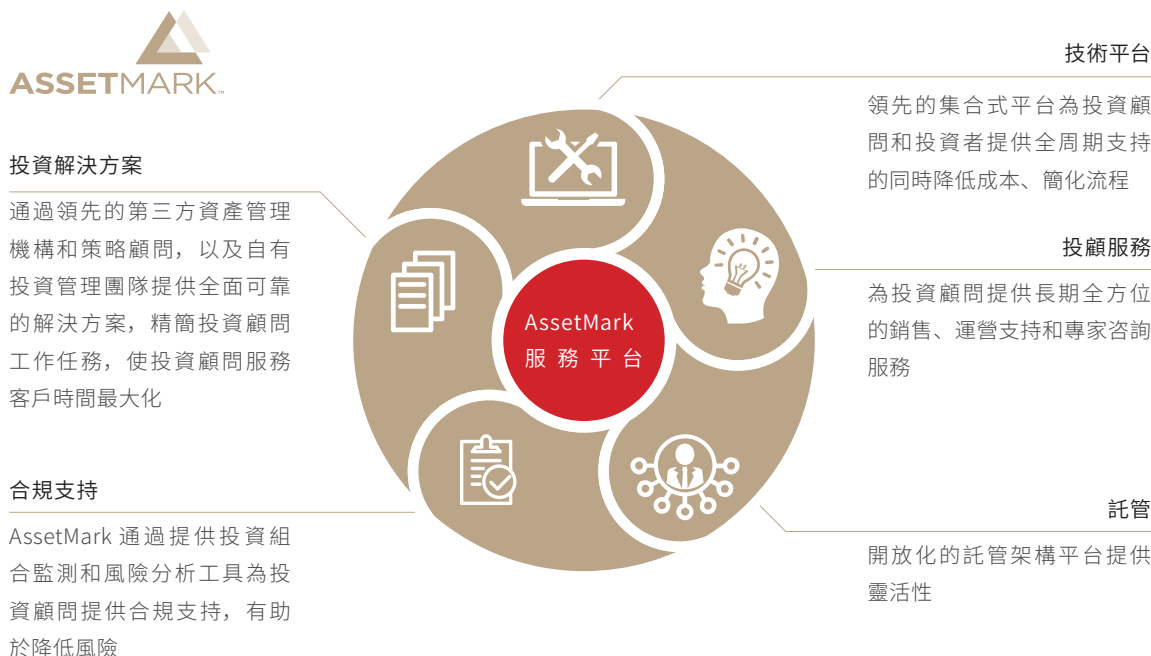 ASSETMARK™
投資解決方案
通過領先的第三方資產管理
機構和策略顧問，以及自有
投資管理團隊提供全面可靠
的解決方案，精簡投資顧問
工作任務，使投資顧問服務
客戶時間最大化
合規支持
AssetMark 通過提供投資組
合監測和風險分析工具為投
資顧問提供合規支持，有助
於降低風險
AssetMark
服務平台
技術平台
領先的集合式平台為投資顧
問和投資者提供全周期支持
的同時降低成本、簡化流程
投顧服務
為投資顧問提供長期全方位
的銷售、運營支持和專家咨詢
服務
託管
開放化的託管架構平台提供
靈活性